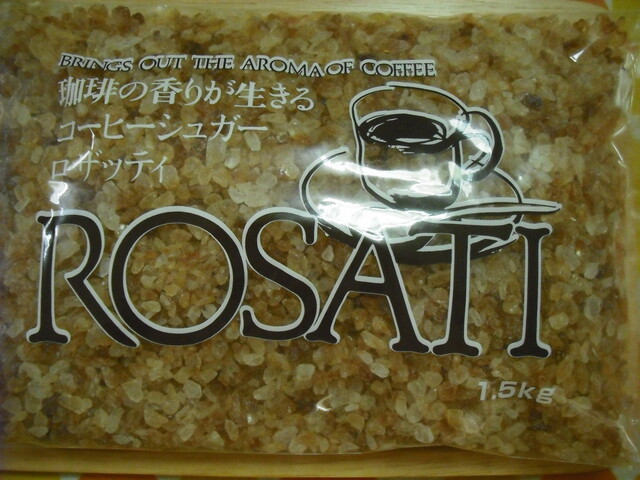 BRINGS OUT THE AROMA OF COFFEE
珈琲の香りが生きる
コーヒーシュガー
ロザッティ
ROSATI
1.5kg